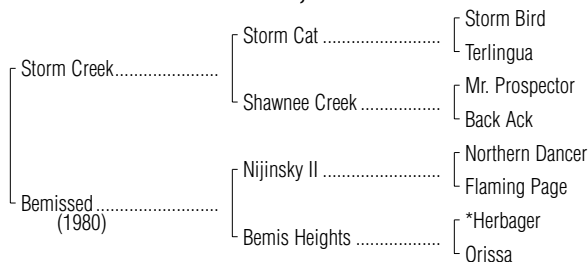 Storm Bird
Storm Cat ..........................
Terlingua
Storm Creek.......................
Mr. Prospector
Shawnee Creek .................
Back Ack
Northern Dancer
Nijinsky II ..........................
Flaming Page
Bemissed ...........................
(1980)
*Herbager
Bemis Heights ..................
Orissa